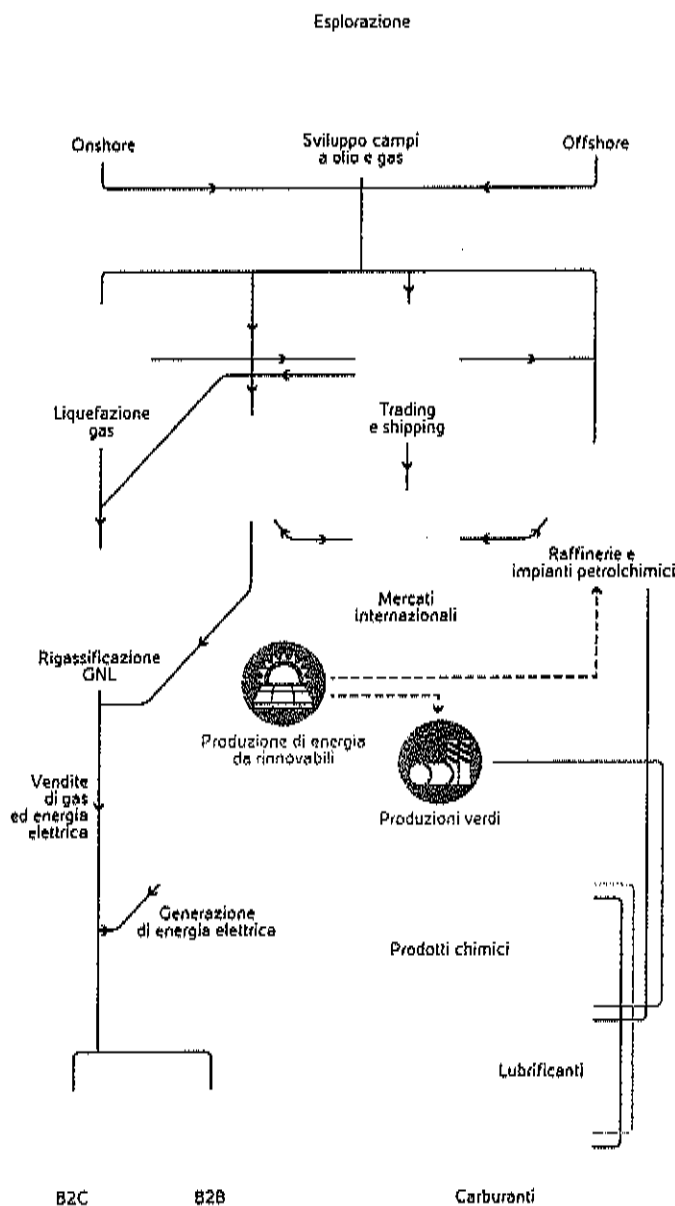 Esplorazione
Onshore
Sviluppo campi
a olio e gas
Offshore
Liquefazione
gas
Trading
e shipping
Raffinerie e
impianti petrolchimici
Mercati
internazionali
Rigassificazione
GNL
Produzione di energia
da rinnovabili
Vendite
di gas
ed energia
elettrica
Produzioni verdi
Generazione
di energia elettrica
Prodotti chimici
Lubrificanti
B2C
B2B
Carburanti